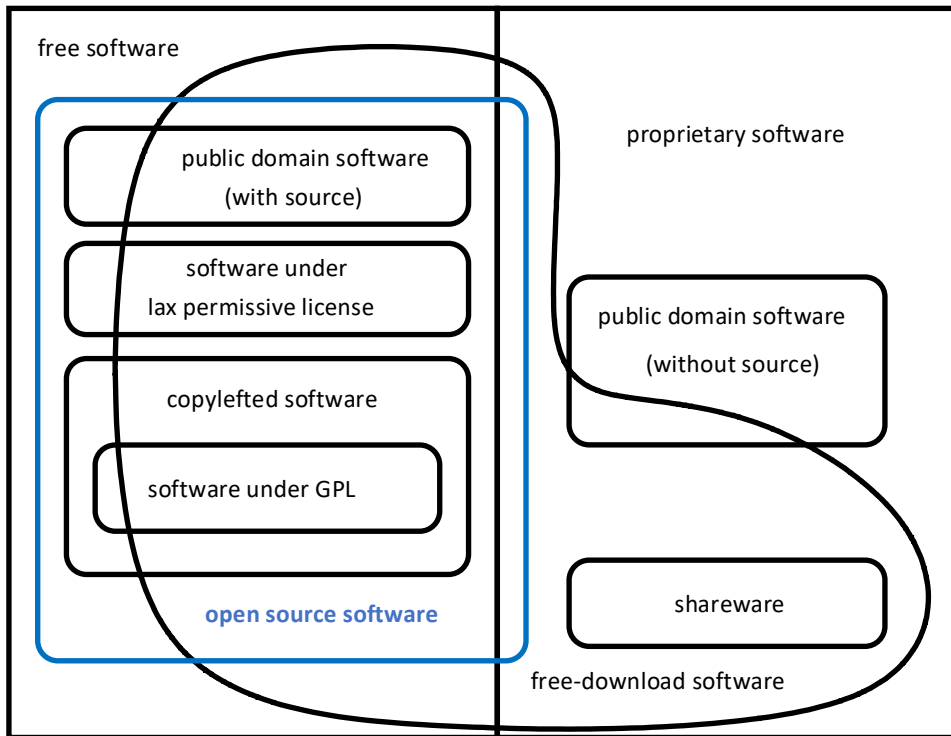 free software
proprietary software
public domain software
(with source)
software under
lax permissive license
public domain software
(without source)
copylefted software
software under GPL
shareware
open source software
free-download software